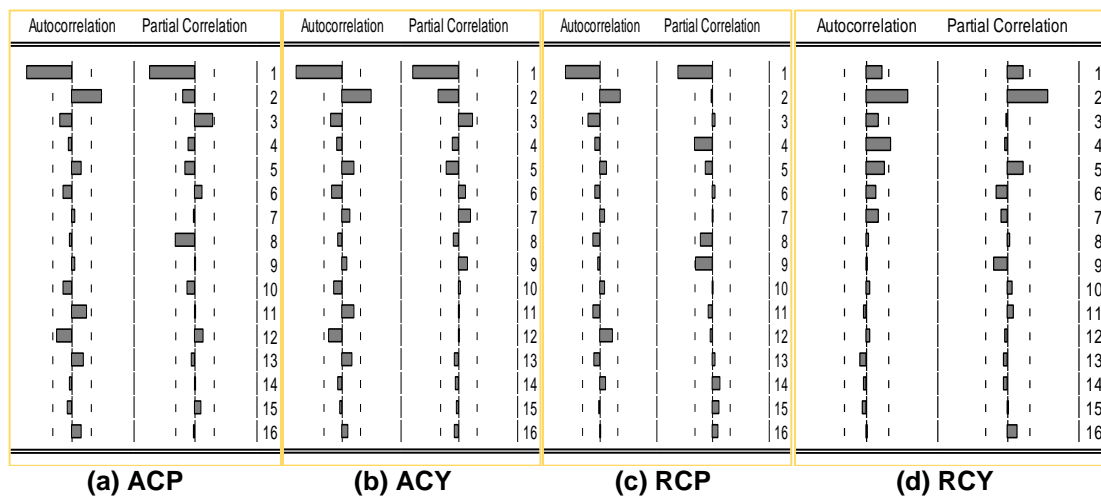 Autocorrelation Partial Correlation Autocorrelation Partial Correlation Autocorrelation Partial Correlation Autocorrelation Partial Correlation
1 1 1 1
2 2 2 2
3 3 3 3
4 4 4 4
5 5 5 5
6 6 6 6
7 7 7 7
8 8 8 8
9 9 9 9
10 10 10 10
11 11 11 11
12 12 12 12
13 13 13 13
14 14 14 14
15 15 15 15
16 16 16 16
(a) ACP (b) ACY (c) RCP (d) RCY